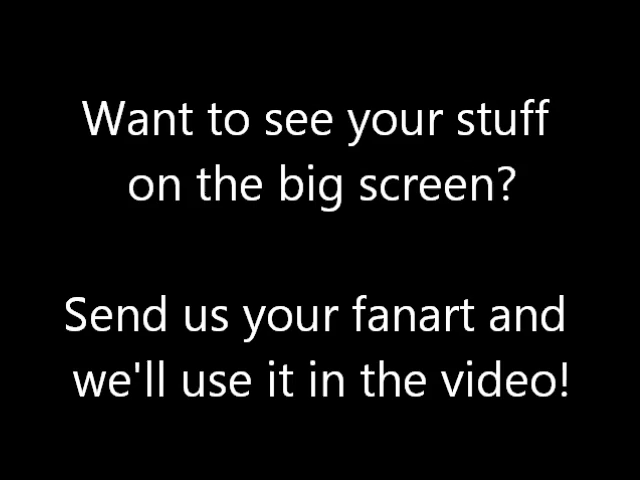 Want to see your stuff
on the big screen?
Send us your fanart and
we'll use it in the video!